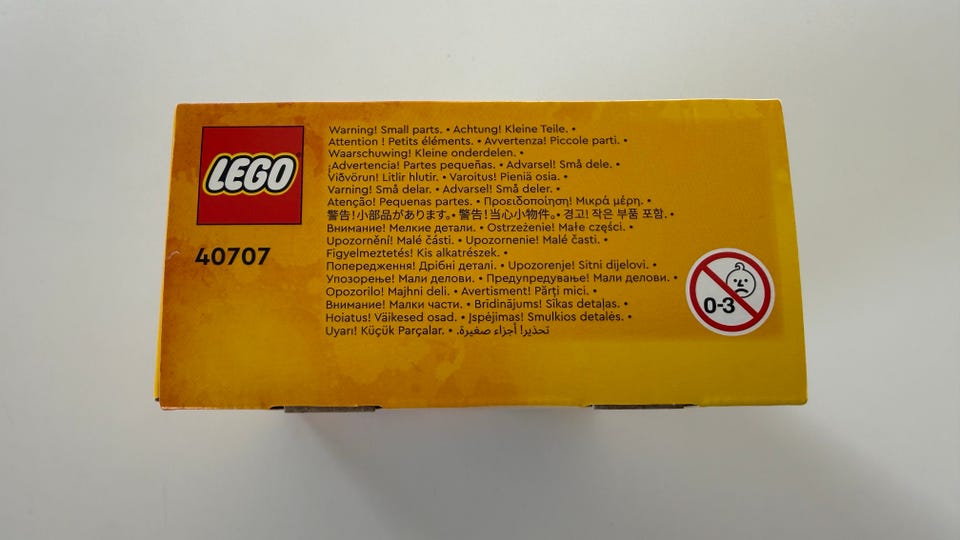 LEGO
40707
Warning! Small parts. • Achtung! Kleine Teile. •
Attention ! Petits éléments. • Avvertenza! Piccole parti. •
Waarschuwing! Kleine onderdelen. •
¡Advertencia! Partes pequeñas. • Advarsel! Små dele. •
Viðvörun! Litlir hlutir. • Varoitus! Pieniä osia. •
Varning! Små delar. • Advarsel! Små deler. •
Atenção! Pequenas partes. • Προειδοποίηση! Μικρά μέρη. •
警告!小部品があります。• 警告!当心小物件。• 경고! 작은 부품 포함. •
Внимание! Мелкие детали. • Ostrzeżenie! Małe części. •
Upozornění! Malé části. • Upozornenie! Malé časti. •
Figyelmeztetés! Kis alkatrészek. •
Попередження! Дрібні деталі. • Upozorenje! Sitni dijelovi. •
Упозорење! Мали делови. • Предупредување! Мали делови. •
Opozorilo! Majhni deli. • Avertisment! Părți mici. •
Внимание! Малки части. • Brīdinājums! Sīkas detaļas. •
Hoiatus! Väikesed osad. • Įspėjimas! Smulkios detalės. •
Uyarı! Küçük Parçalar. • تحذير! أجزاء صغيرة.
0-3